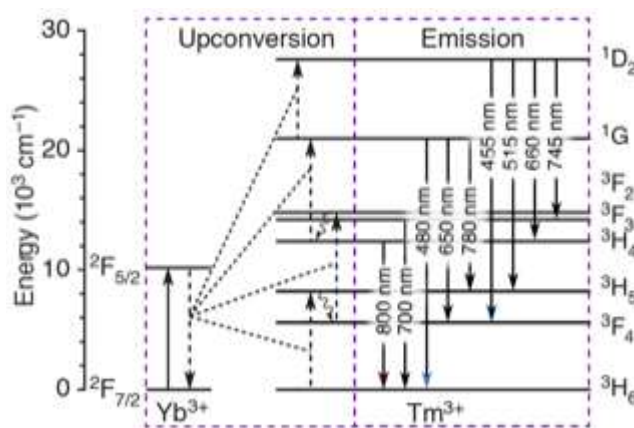 30
20
10
0
Energy (10³ cm⁻¹)
Upconversion
Emission
²F₅/₂
²F₇/₂
Yb³⁺
Tm³⁺
800 nm
700 nm
480 nm
650 nm
780 nm
455 nm
515 nm
660 nm
745 nm
¹D₂
¹G
³F₂
³F₃
³H₄
³H₅
³F₄
³H₆